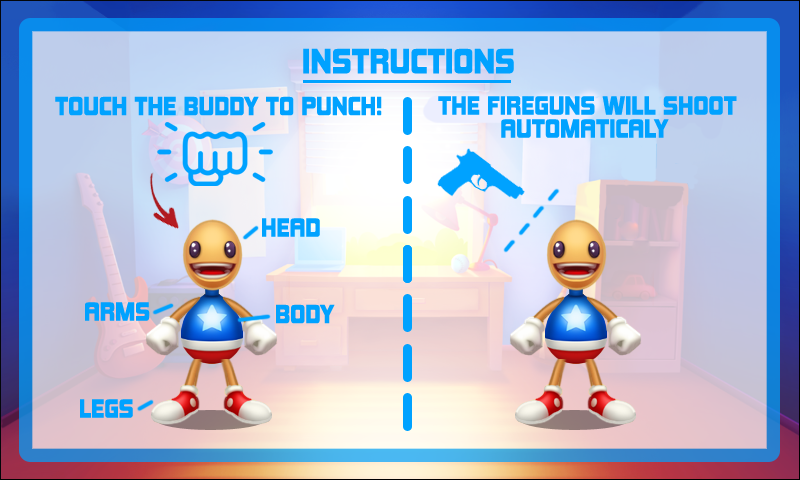 INSTRUCTIONS
TOUCH THE BUDDY TO PUNCH!
HEAD
ARMS
BODY
LEGS
THE FIREGUNS WILL SHOOT
AUTOMATICALY